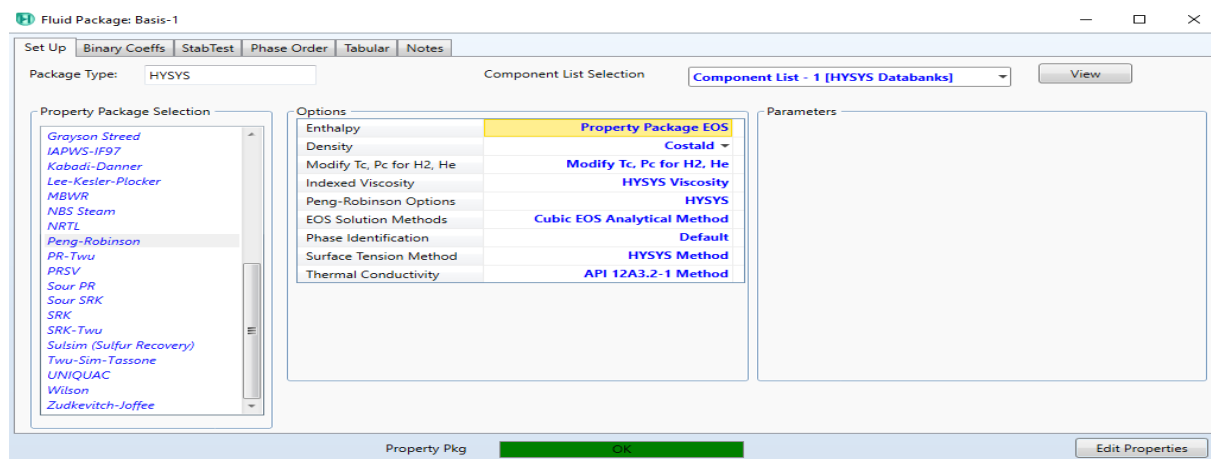 Fluid Package: Basis-1
Set Up Binary Coeffs StabTest Phase Order Tabular Notes
Package Type: HYSYS Component List Selection Component List - 1 [HYSYS Databanks] View
Property Package Selection
Grayson Streed
IAPWS-IF97
Kabadi-Danner
Lee-Kesler-Plocker
MBWR
NBS Steam
NRTL
Peng-Robinson
PR-Twu
PRSV
Sour PR
Sour SRK
SRK
SRK-Twu
Sulsim (Sulfur Recovery)
Twu-Sim-Tassone
UNIQUAC
Wilson
Zudkevitch-Joffee
Options
Enthalpy Property Package EOS
Density Costald
Modify Tc, Pc for H2, He Modify Tc, Pc for H2, He
Indexed Viscosity HYSYS Viscosity
Peng-Robinson Options HYSYS
EOS Solution Methods Cubic EOS Analytical Method
Phase Identification Default
Surface Tension Method HYSYS Method
Thermal Conductivity API 12A3.2-1 Method
Parameters
Property Pkg OK Edit Properties